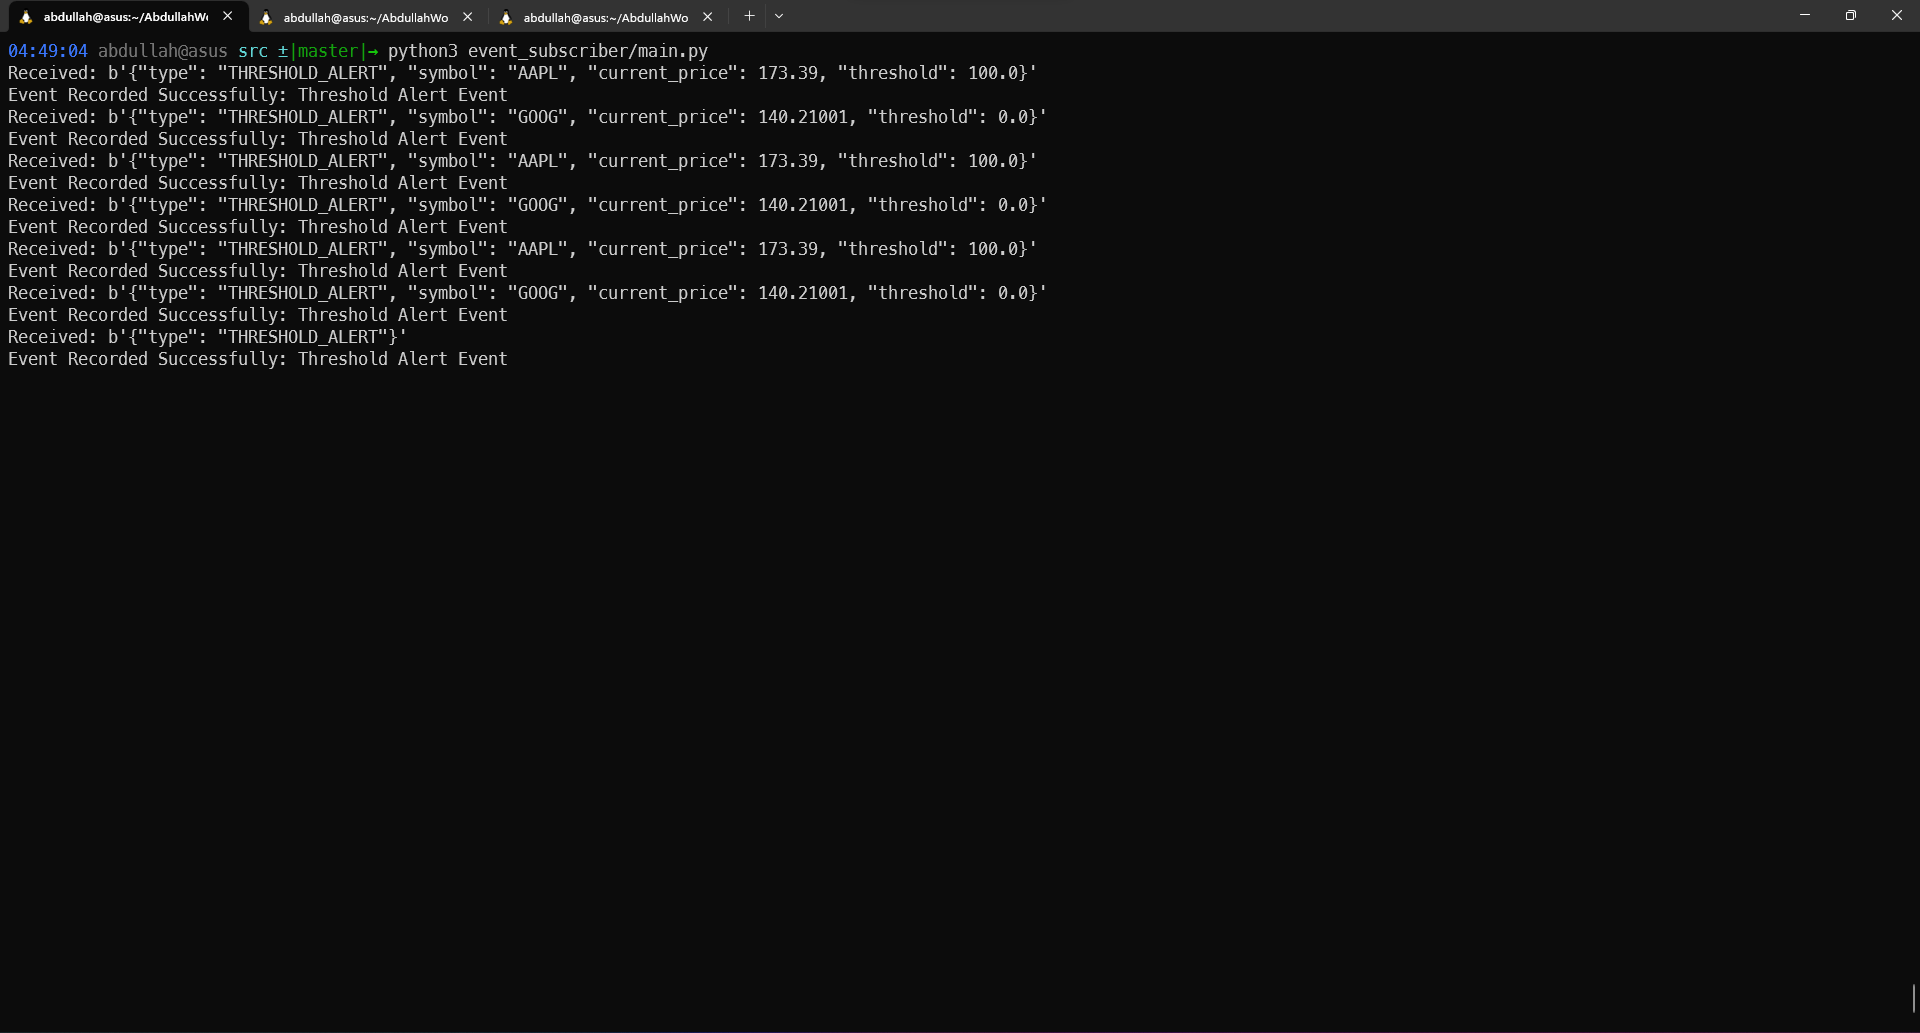 abdullah@asus:~/AbdullahW
abdullah@asus:~/AbdullahWo
abdullah@asus:~/AbdullahWo
04:49:04 abdullah@asus src ±|master|→ python3 event_subscriber/main.py
Received: b'{"type": "THRESHOLD_ALERT", "symbol": "AAPL", "current_price": 173.39, "threshold": 100.0}'
Event Recorded Successfully: Threshold Alert Event
Received: b'{"type": "THRESHOLD_ALERT", "symbol": "GOOG", "current_price": 140.21001, "threshold": 0.0}'
Event Recorded Successfully: Threshold Alert Event
Received: b'{"type": "THRESHOLD_ALERT", "symbol": "AAPL", "current_price": 173.39, "threshold": 100.0}'
Event Recorded Successfully: Threshold Alert Event
Received: b'{"type": "THRESHOLD_ALERT", "symbol": "GOOG", "current_price": 140.21001, "threshold": 0.0}'
Event Recorded Successfully: Threshold Alert Event
Received: b'{"type": "THRESHOLD_ALERT", "symbol": "AAPL", "current_price": 173.39, "threshold": 100.0}'
Event Recorded Successfully: Threshold Alert Event
Received: b'{"type": "THRESHOLD_ALERT", "symbol": "GOOG", "current_price": 140.21001, "threshold": 0.0}'
Event Recorded Successfully: Threshold Alert Event
Received: b'{"type": "THRESHOLD_ALERT"}'
Event Recorded Successfully: Threshold Alert Event